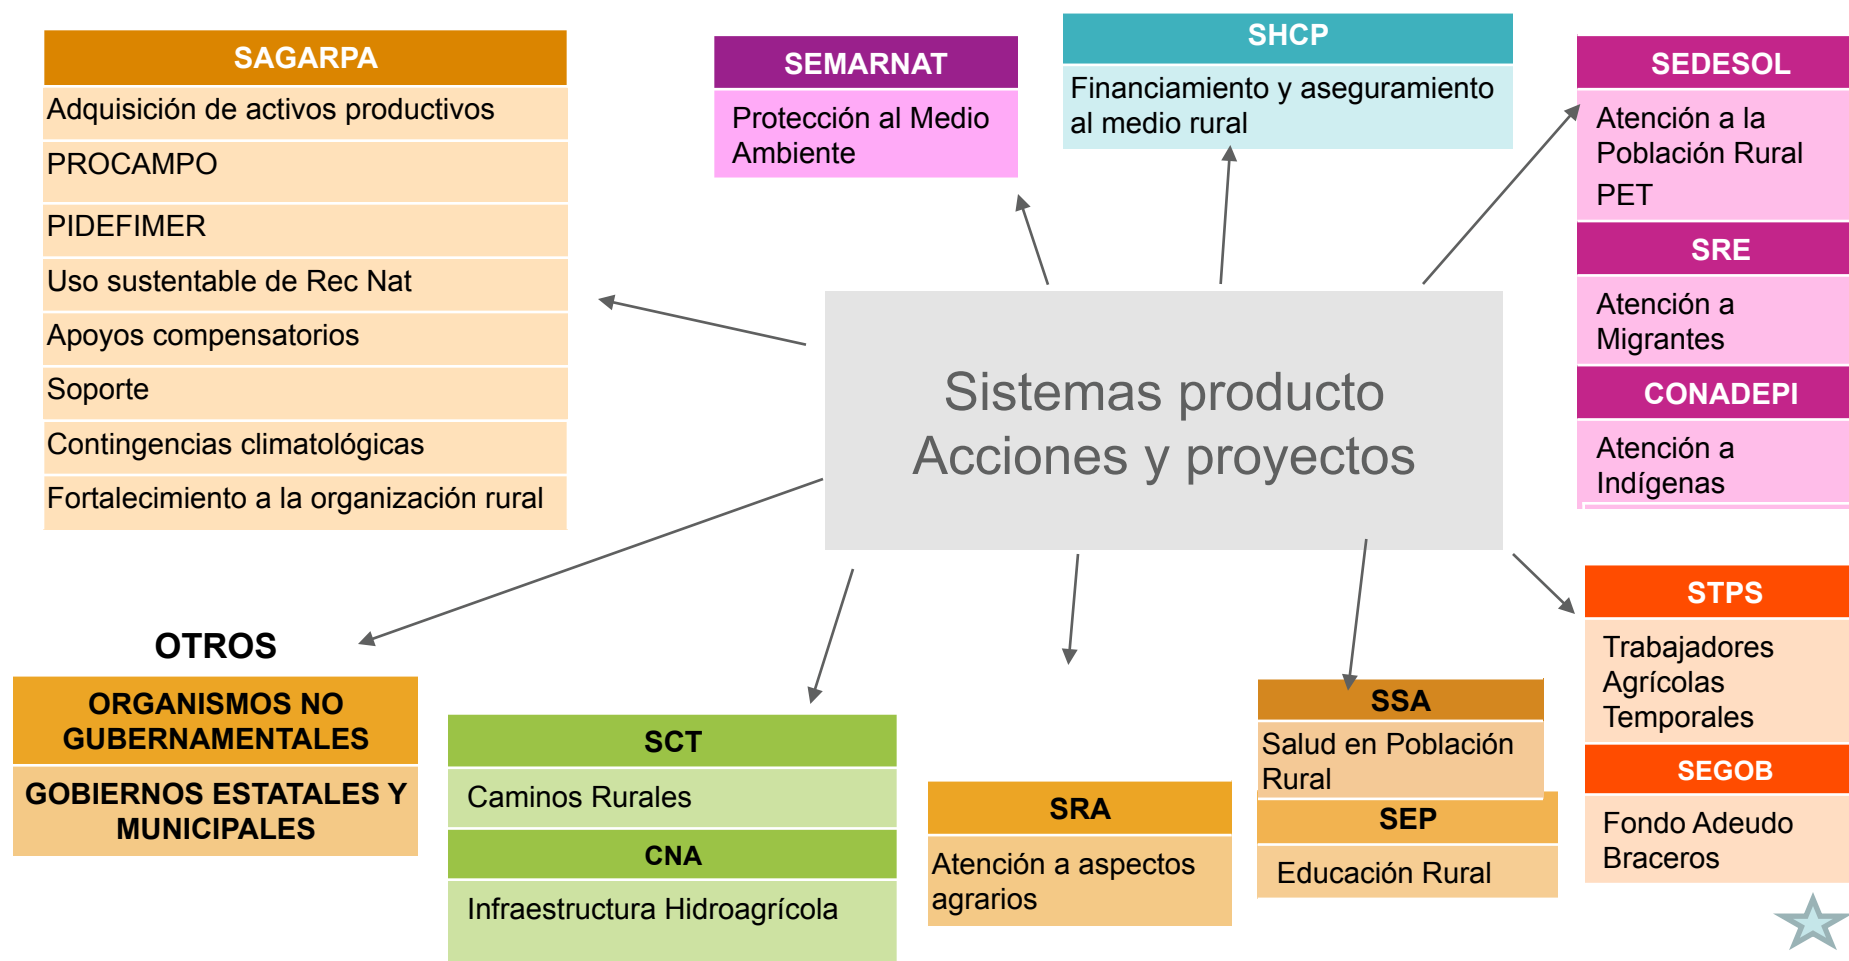 SAGARPA
Adquisición de activos productivos
PROCAMPO
PIDEFIMER
Uso sustentable de Rec Nat
Apoyos compensatorios
Soporte
Contingencias climatológicas
Fortalecimiento a la organización rural
SEMARNAT
Protección al Medio
Ambiente
SHCP
Financiamiento y aseguramiento
al medio rural
SEDESOL
Atención a la
Población Rural
PET
SRE
Atención a
Migrantes
CONADEPI
Atención a
Indígenas
Sistemas producto
Acciones y proyectos
OTROS
ORGANISMOS NO
GUBERNAMENTALES
GOBIERNOS ESTATALES Y
MUNICIPALES
SCT
Caminos Rurales
CNA
Infraestructura Hidroagrícola
SRA
Atención a aspectos
agrarios
SSA
Salud en Población
Rural
SEP
Educación Rural
STPS
Trabajadores
Agrícolas
Temporales
SEGOB
Fondo Adeudo
Braceros